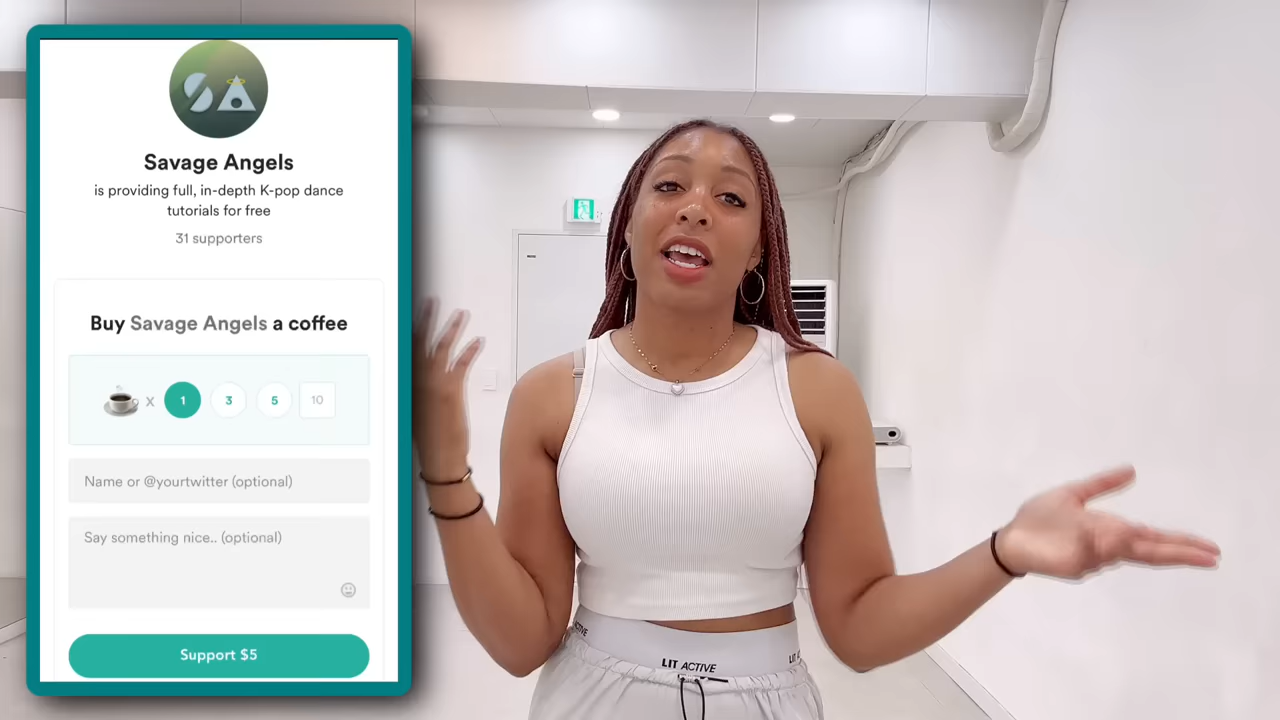 SA
Savage Angels
is providing full, in-depth K-pop dance
tutorials for free
31 supporters
Buy Savage Angels a coffee
x 1 3 5 10
Name or @yourtwitter (optional)
Say something nice.. (optional)
Support $5
LIT ACTIVE